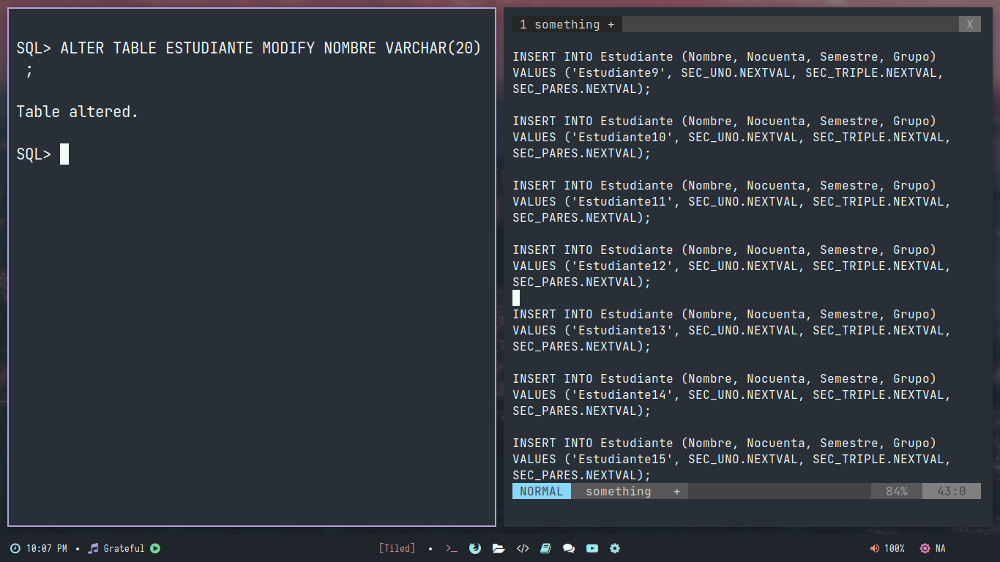 SQL> ALTER TABLE ESTUDIANTE MODIFY NOMBRE VARCHAR(20)
;
Table altered.
SQL>
1 something + X
INSERT INTO Estudiante (Nombre, Nocuenta, Semestre, Grupo)
VALUES ('Estudiante9', SEC_UNO.NEXTVAL, SEC_TRIPLE.NEXTVAL,
SEC_PARES.NEXTVAL);
INSERT INTO Estudiante (Nombre, Nocuenta, Semestre, Grupo)
VALUES ('Estudiante10', SEC_UNO.NEXTVAL, SEC_TRIPLE.NEXTVAL,
SEC_PARES.NEXTVAL);
INSERT INTO Estudiante (Nombre, Nocuenta, Semestre, Grupo)
VALUES ('Estudiante11', SEC_UNO.NEXTVAL, SEC_TRIPLE.NEXTVAL,
SEC_PARES.NEXTVAL);
INSERT INTO Estudiante (Nombre, Nocuenta, Semestre, Grupo)
VALUES ('Estudiante12', SEC_UNO.NEXTVAL, SEC_TRIPLE.NEXTVAL,
SEC_PARES.NEXTVAL);
INSERT INTO Estudiante (Nombre, Nocuenta, Semestre, Grupo)
VALUES ('Estudiante13', SEC_UNO.NEXTVAL, SEC_TRIPLE.NEXTVAL,
SEC_PARES.NEXTVAL);
INSERT INTO Estudiante (Nombre, Nocuenta, Semestre, Grupo)
VALUES ('Estudiante14', SEC_UNO.NEXTVAL, SEC_TRIPLE.NEXTVAL,
SEC_PARES.NEXTVAL);
INSERT INTO Estudiante (Nombre, Nocuenta, Semestre, Grupo)
VALUES ('Estudiante15', SEC_UNO.NEXTVAL, SEC_TRIPLE.NEXTVAL,
SEC_PARES.NEXTVAL);
NORMAL something + 84% 43:0
10:07 PM • Grateful [Tiled] • >_ </> 100% NA